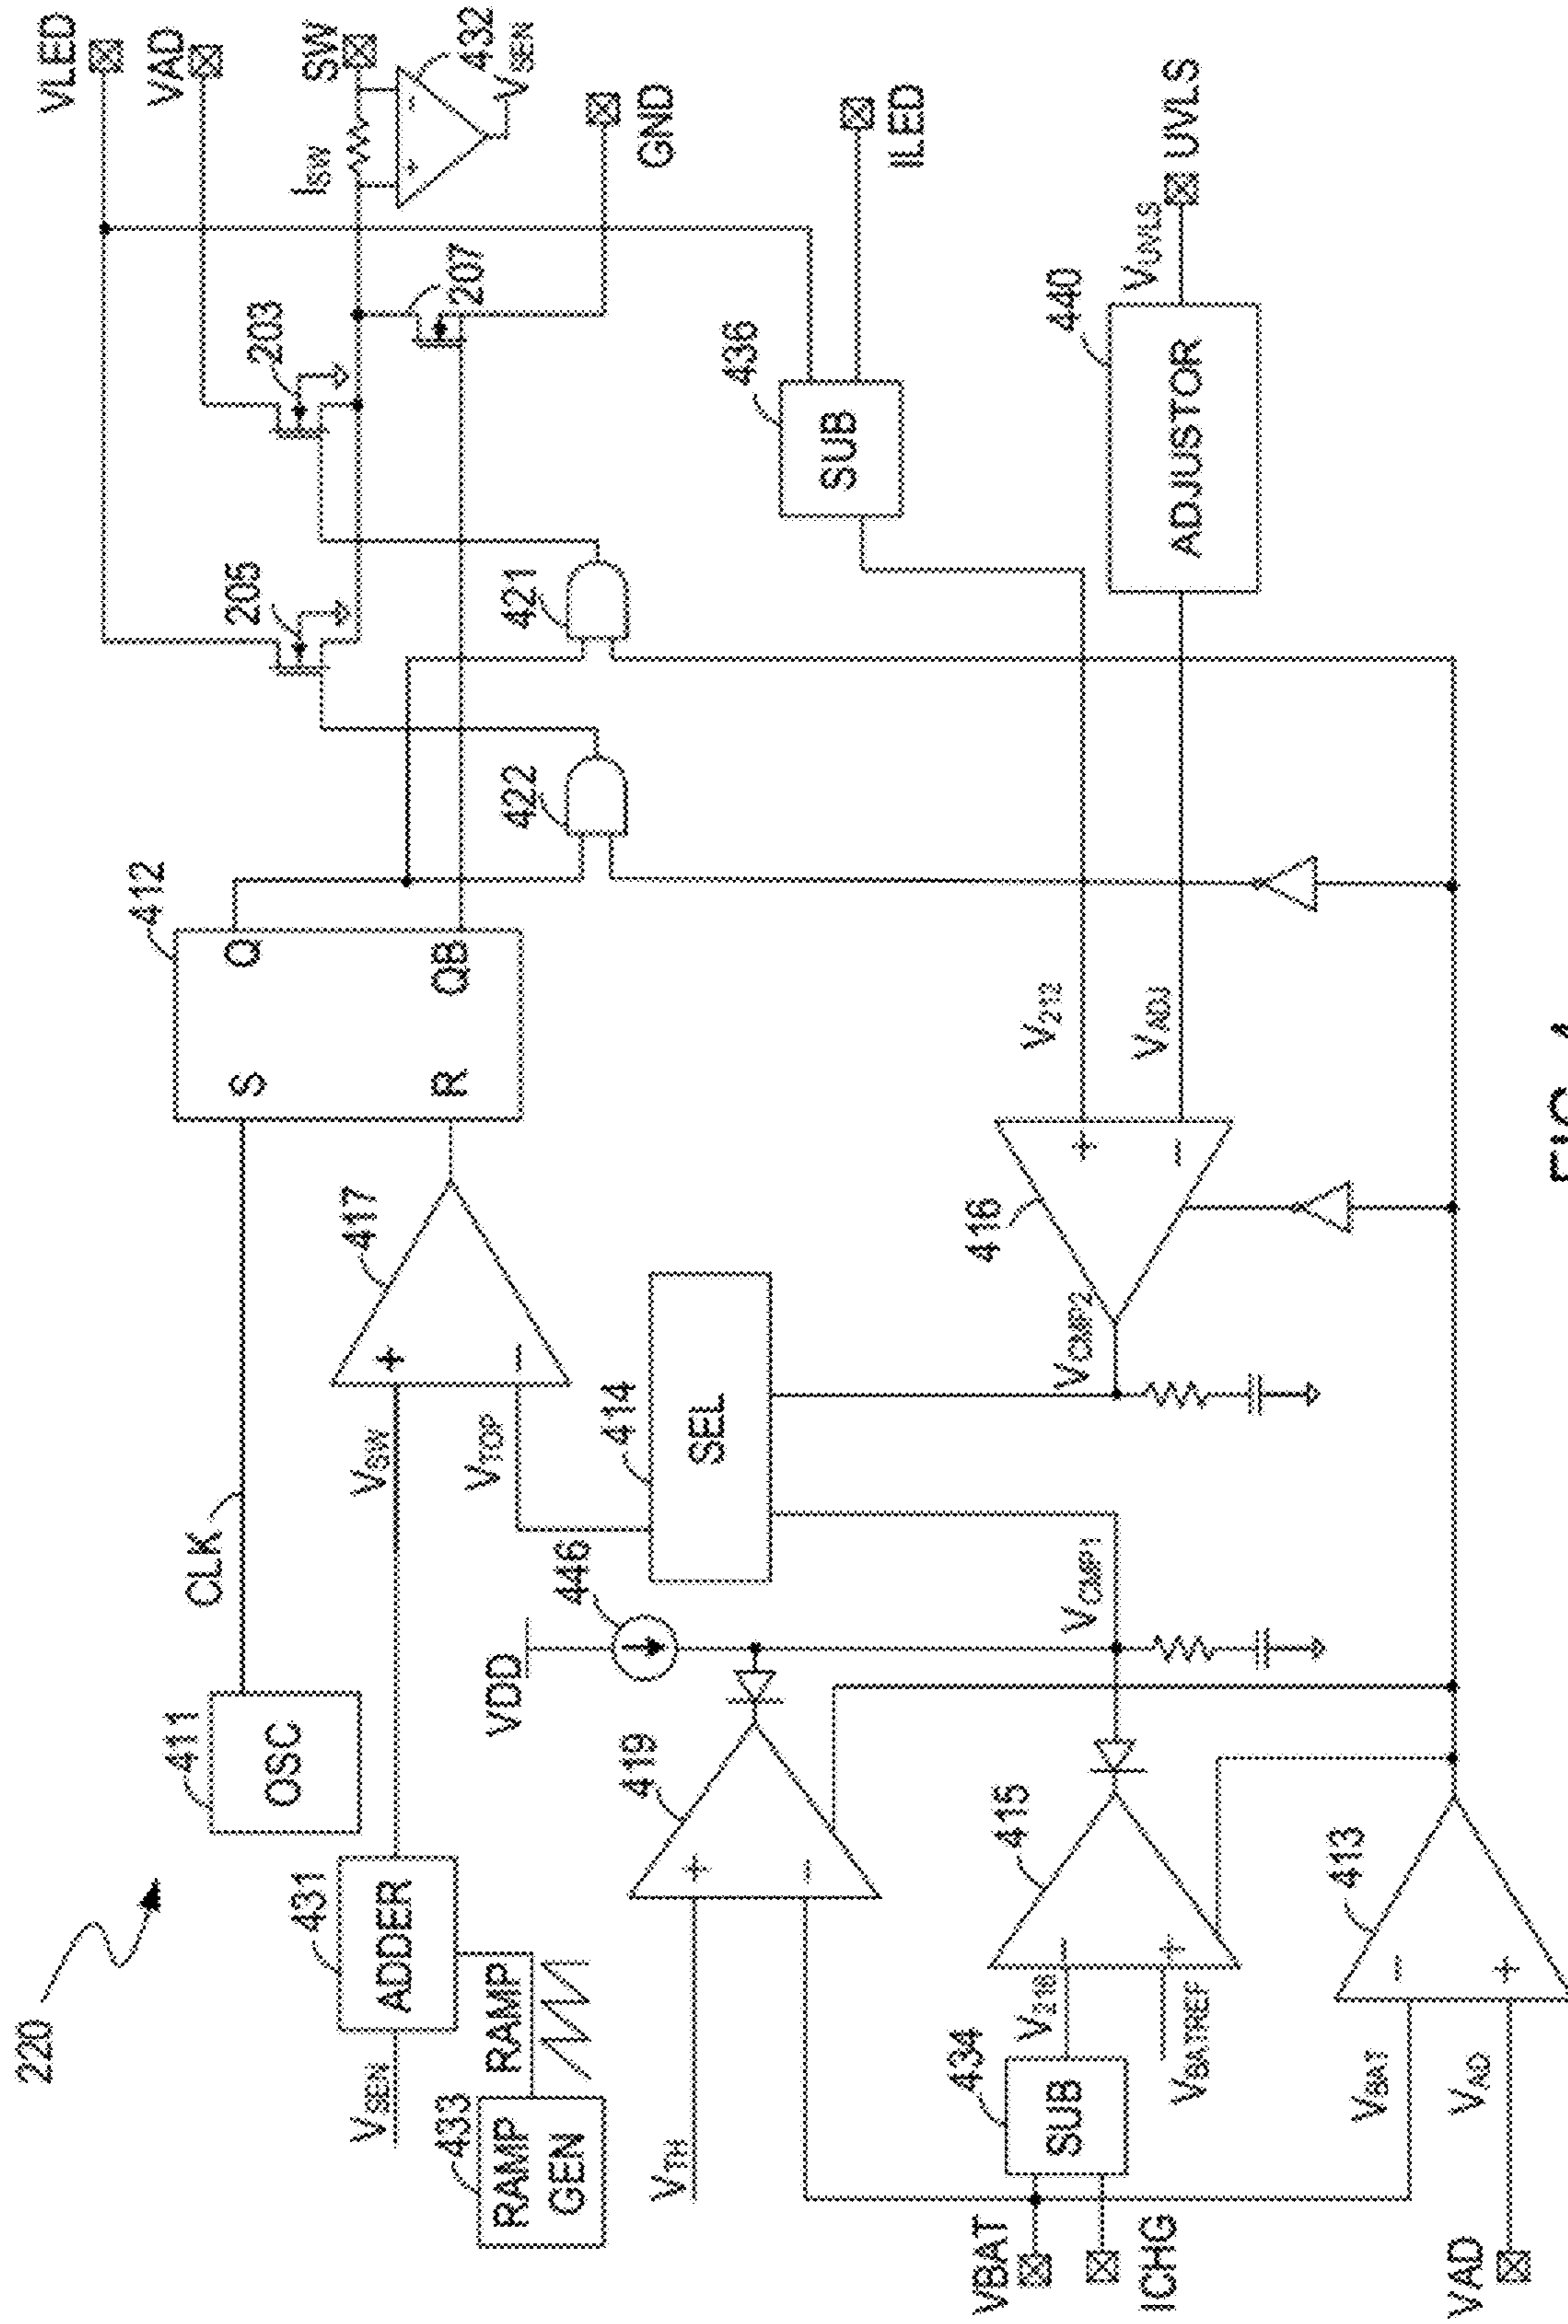 220
VSEN
431
ADDER
433
RAMP
GEN
RAMP
411
OSC
CLK
VSW
417
+
−
VTOP
412
S
R
Q
QB
205
203
207
VLED
VAD
SW
ISW
432
+
-
VSEN
GND
422
421
VDD
446
414
SEL
VTH
419
+
−
VCMP1
VCMP2
416
+
−
V212
VADJ
436
SUB
ILED
440
ADJUSTOR
VUVLS
UVLS
VBAT
ICHG
434
SUB
VBATREF
415
−
+
VBAT
VAD
413
−
+
VAD